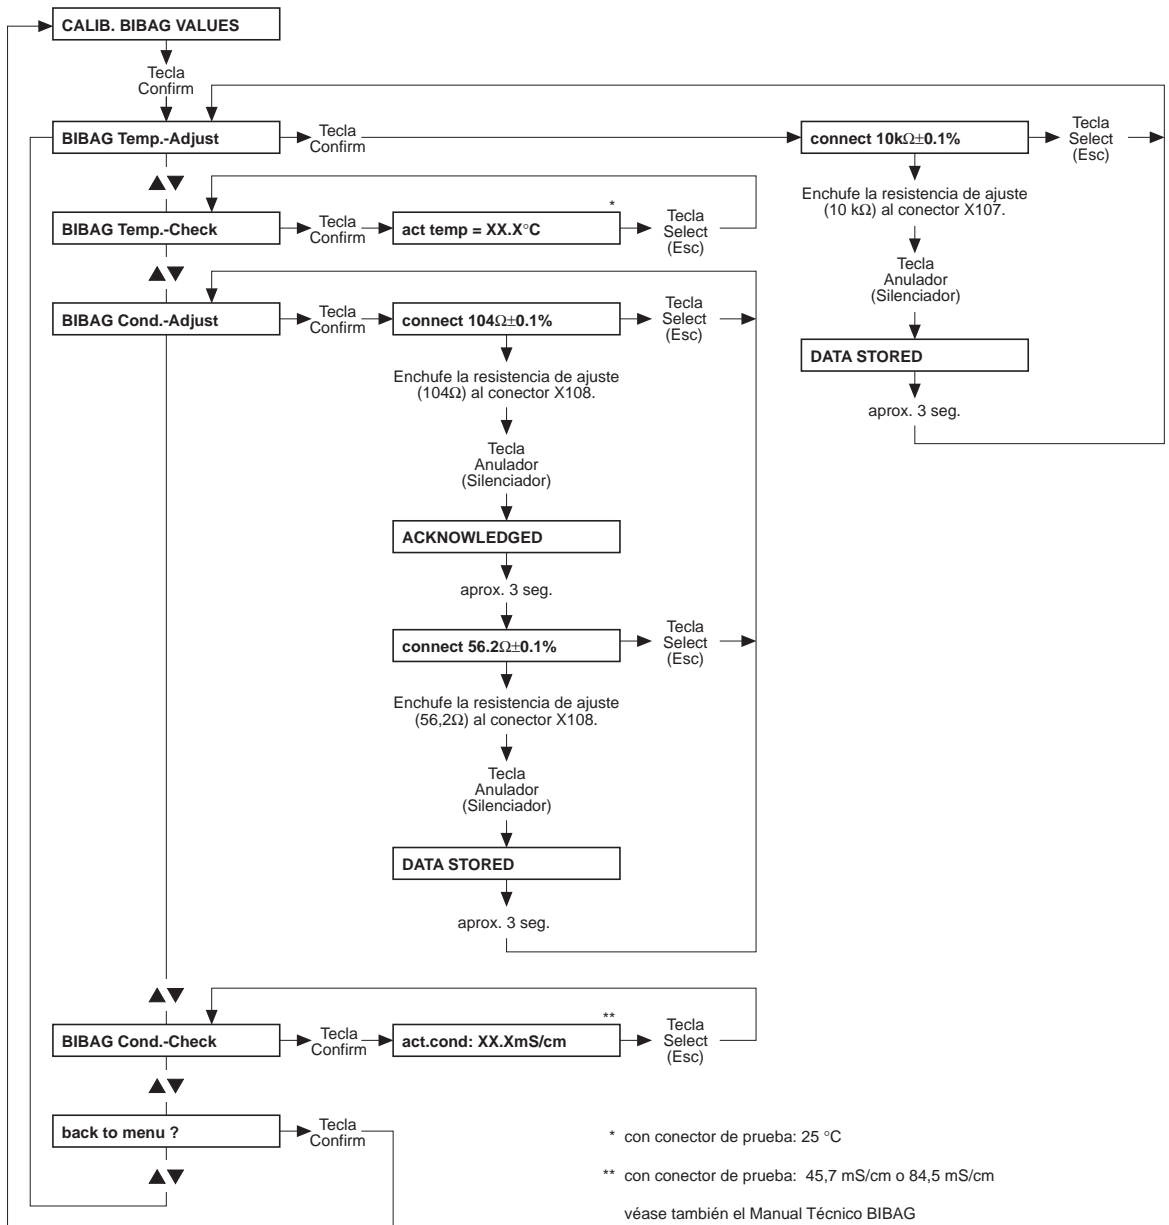 CALIB. BIBAG VALUES
Tecla
Confirm
BIBAG Temp.-Adjust
Tecla
Confirm
connect 10kΩ±0.1%
Tecla
Select
(Esc)
Enchufe la resistencia de ajuste
(10 kΩ) al conector X107.
Tecla
Anulador
(Silenciador)
DATA STORED
aprox. 3 seg.
BIBAG Temp.-Check
Tecla
Confirm
*
act temp = XX.X°C
Tecla
Select
(Esc)
BIBAG Cond.-Adjust
Tecla
Confirm
connect 104Ω±0.1%
Tecla
Select
(Esc)
Enchufe la resistencia de ajuste
(104Ω) al conector X108.
Tecla
Anulador
(Silenciador)
ACKNOWLEDGED
aprox. 3 seg.
connect 56.2Ω±0.1%
Tecla
Select
(Esc)
Enchufe la resistencia de ajuste
(56,2Ω) al conector X108.
Tecla
Anulador
(Silenciador)
DATA STORED
aprox. 3 seg.
BIBAG Cond.-Check
Tecla
Confirm
**
act.cond: XX.XmS/cm
Tecla
Select
(Esc)
back to menu ?
Tecla
Confirm
* con conector de prueba: 25 °C
** con conector de prueba: 45,7 mS/cm o 84,5 mS/cm
véase también el Manual Técnico BIBAG